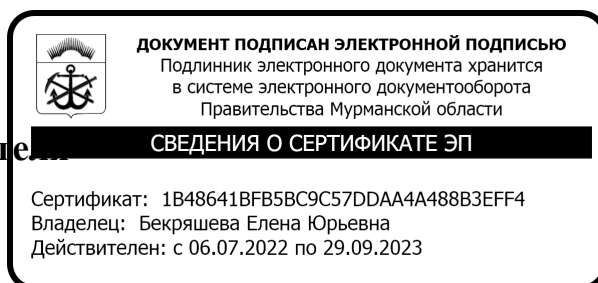 ДОКУМЕНТ ПОДПИСАН ЭЛЕКТРОННОЙ ПОДПИСЬЮ
Подлинник электронного документа хранится
в системе электронного документооборота
Правительства Мурманской области
СВЕДЕНИЯ О СЕРТИФИКАТЕ ЭП
Сертификат: 1B48641BFB5BC9C57DDAA4A488B3EFF4
Владелец: Бекряшева Елена Юрьевна
Действителен: с 06.07.2022 по 29.09.2023